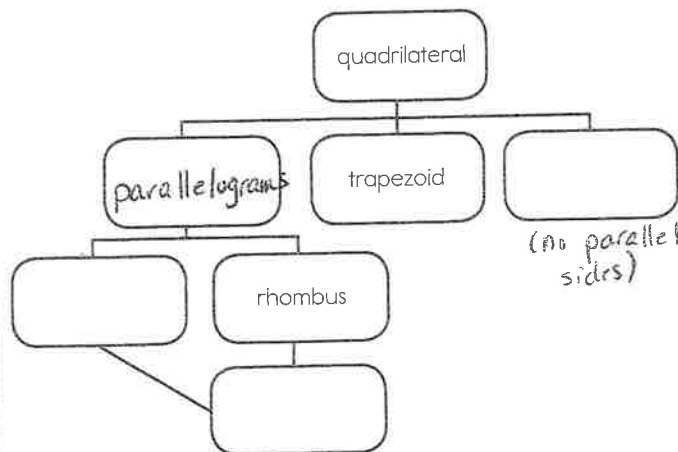 quadrilateral
parallelograms
trapezoid
(no parallel
sides)
rhombus